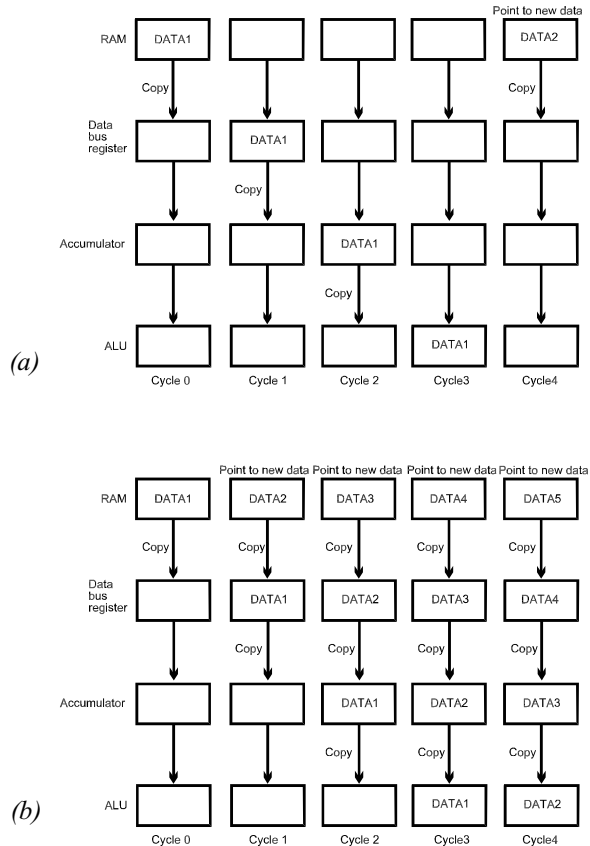 Point to new data
RAM DATA1 DATA2
Copy Copy
Data
bus
register
DATA1
Copy
Accumulator DATA1
Copy
ALU DATA1
(a)
Cycle 0 Cycle 1 Cycle 2 Cycle3 Cycle4
Point to new data Point to new data Point to new data Point to new data
RAM DATA1 DATA2 DATA3 DATA4 DATA5
Copy Copy Copy Copy Copy
Data
bus
register
DATA1 DATA2 DATA3 DATA4
Copy Copy Copy Copy
Accumulator DATA1 DATA2 DATA3
Copy Copy Copy
ALU DATA1 DATA2
(b)
Cycle 0 Cycle 1 Cycle 2 Cycle3 Cycle4